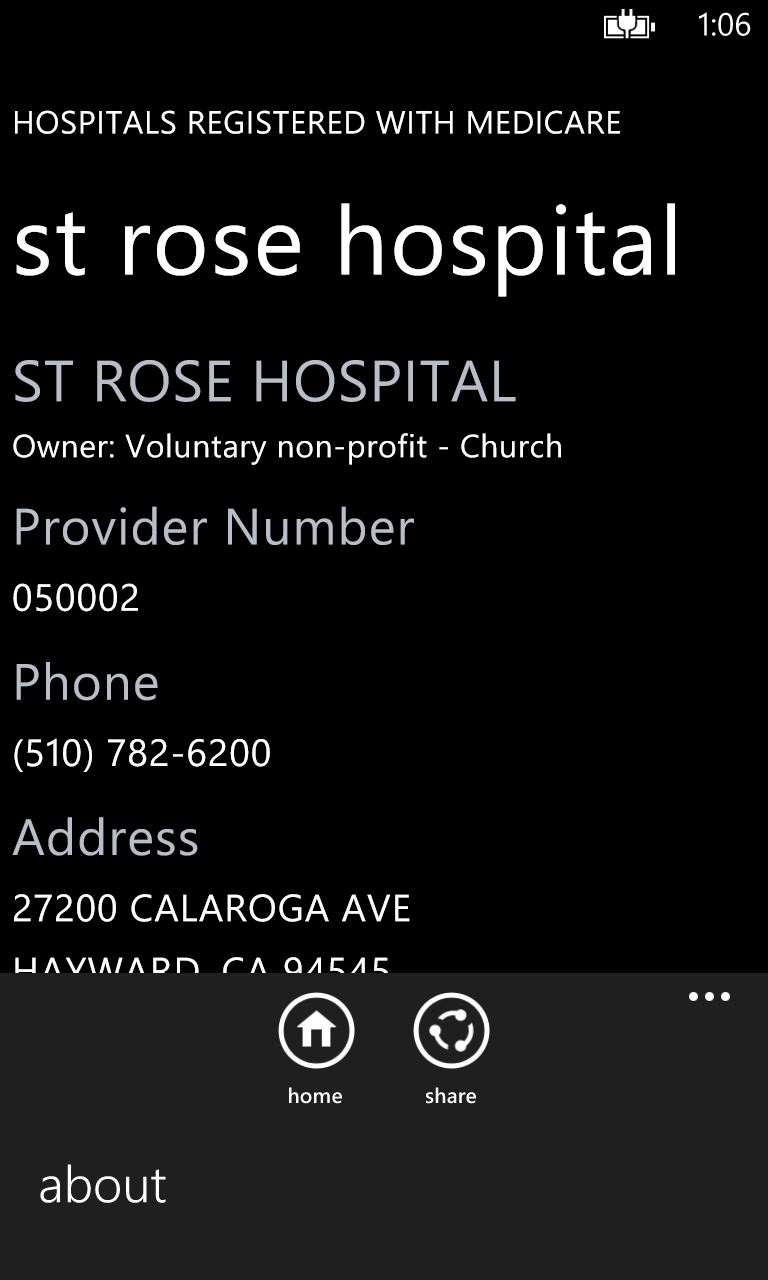 1:06
HOSPITALS REGISTERED WITH MEDICARE
st rose hospital
ST ROSE HOSPITAL
Owner: Voluntary non-profit - Church
Provider Number
050002
Phone
(510) 782-6200
Address
27200 CALAROGA AVE
HAYWARD, CA 94545
home
share
about